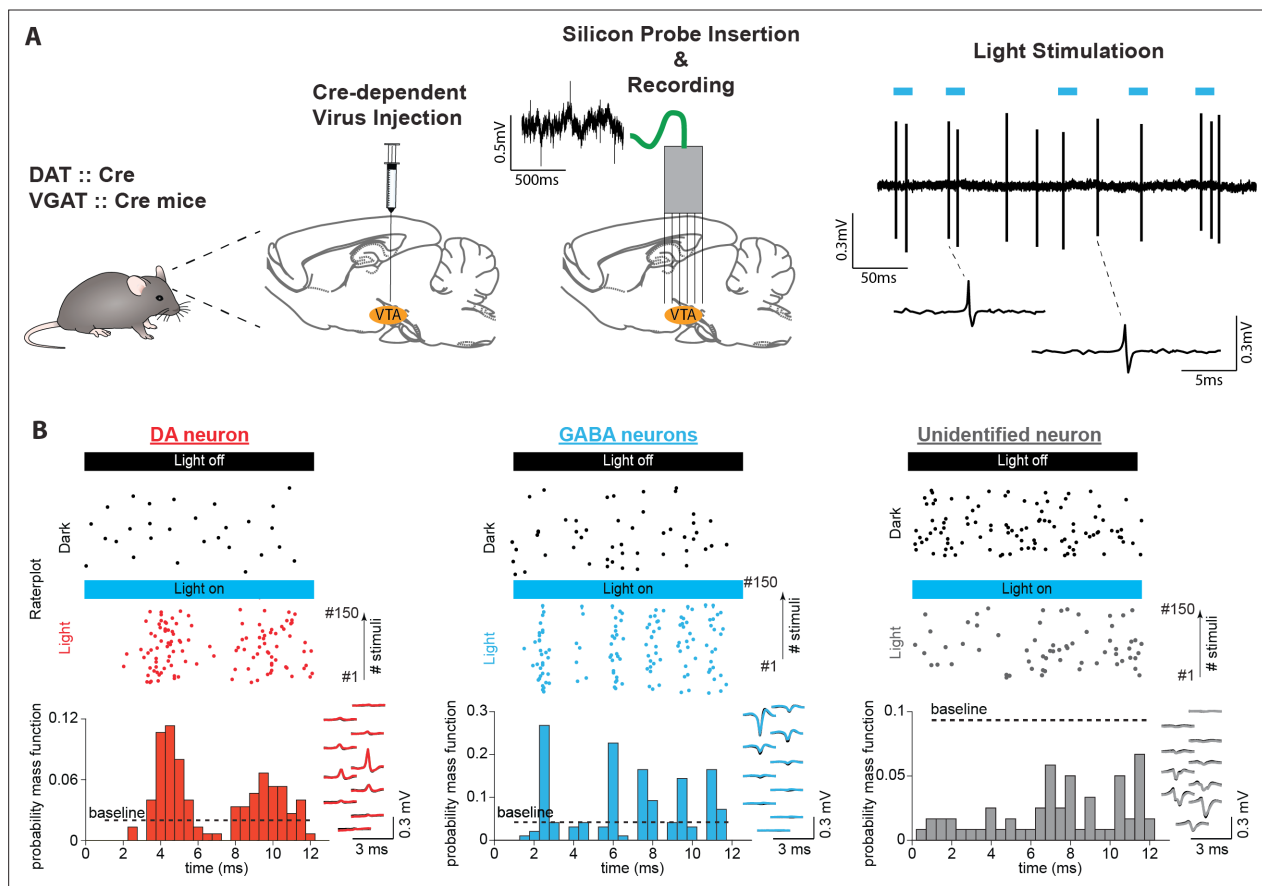 A
DAT :: Cre
VGAT :: Cre mice
Cre-dependent
Virus Injection
VTA
Silicon Probe Insertion
&
Recording
0.5mV
500ms
VTA
Light Stimulatioon
0.3mV
50ms
0.3mV
5ms
B
DA neuron
Light off
Raterplot
Dark
Light on
Light
#150
# stimuli
#1
probability mass function
0.12
0.06
0
baseline
0 2 4 6 8 10 12
time (ms)
0.3 mV
3 ms
GABA neurons
Light off
Dark
Light on
Light
#150
# stimuli
#1
probability mass function
0.3
0.2
0.1
0
baseline
0 2 4 6 8 10 12
time (ms)
0.3 mV
3 ms
Unidentified neuron
Light off
Dark
Light on
Light
#150
# stimuli
#1
probability mass function
0.1
0.05
0
baseline
0 2 4 6 8 10 12
time (ms)
0.3 mV
3 ms